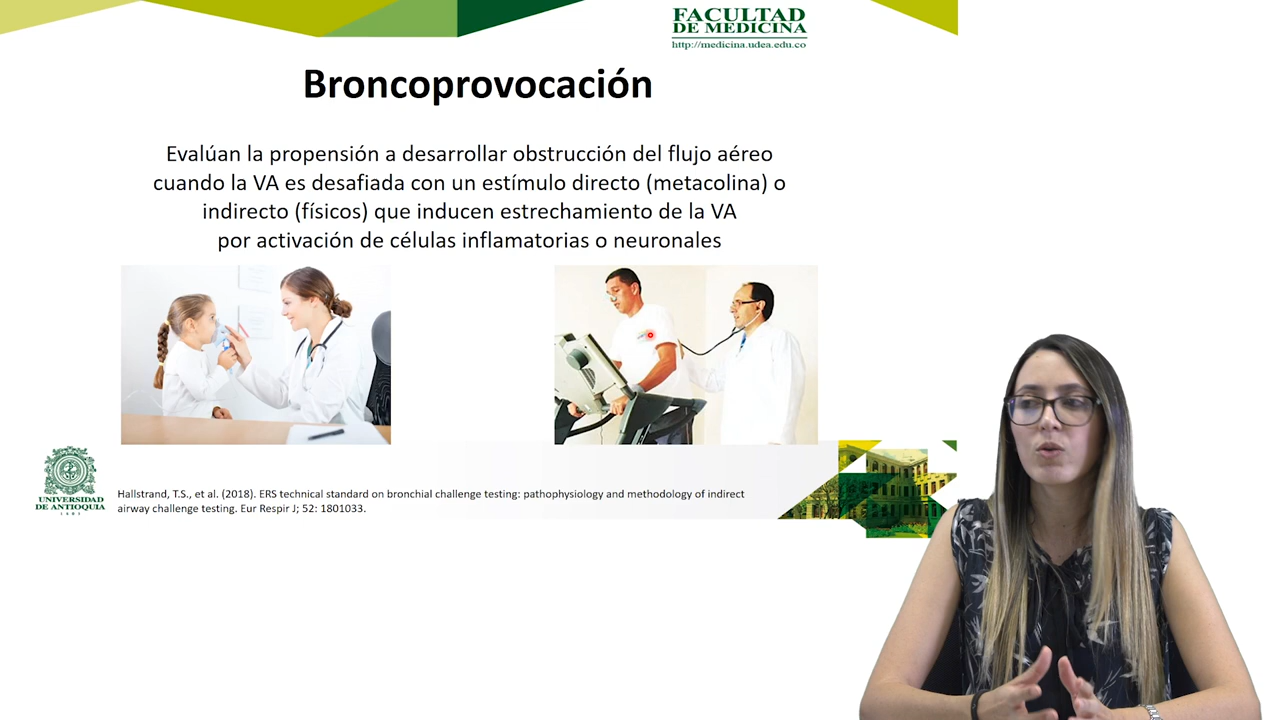 FACULTAD
DE MEDICINA
http://medicina.udea.edu.co
Broncoprovocación
Evalúan la propensión a desarrollar obstrucción del flujo aéreo
cuando la VA es desafiada con un estímulo directo (metacolina) o
indirecto (físicos) que inducen estrechamiento de la VA
por activación de células inflamatorias o neuronales
UNIVERSIDAD
DE ANTIOQUIA
1803
Hallstrand, T.S., et al. (2018). ERS technical standard on bronchial challenge testing: pathophysiology and methodology of indirect
airway challenge testing. Eur Respir J; 52: 1801033.